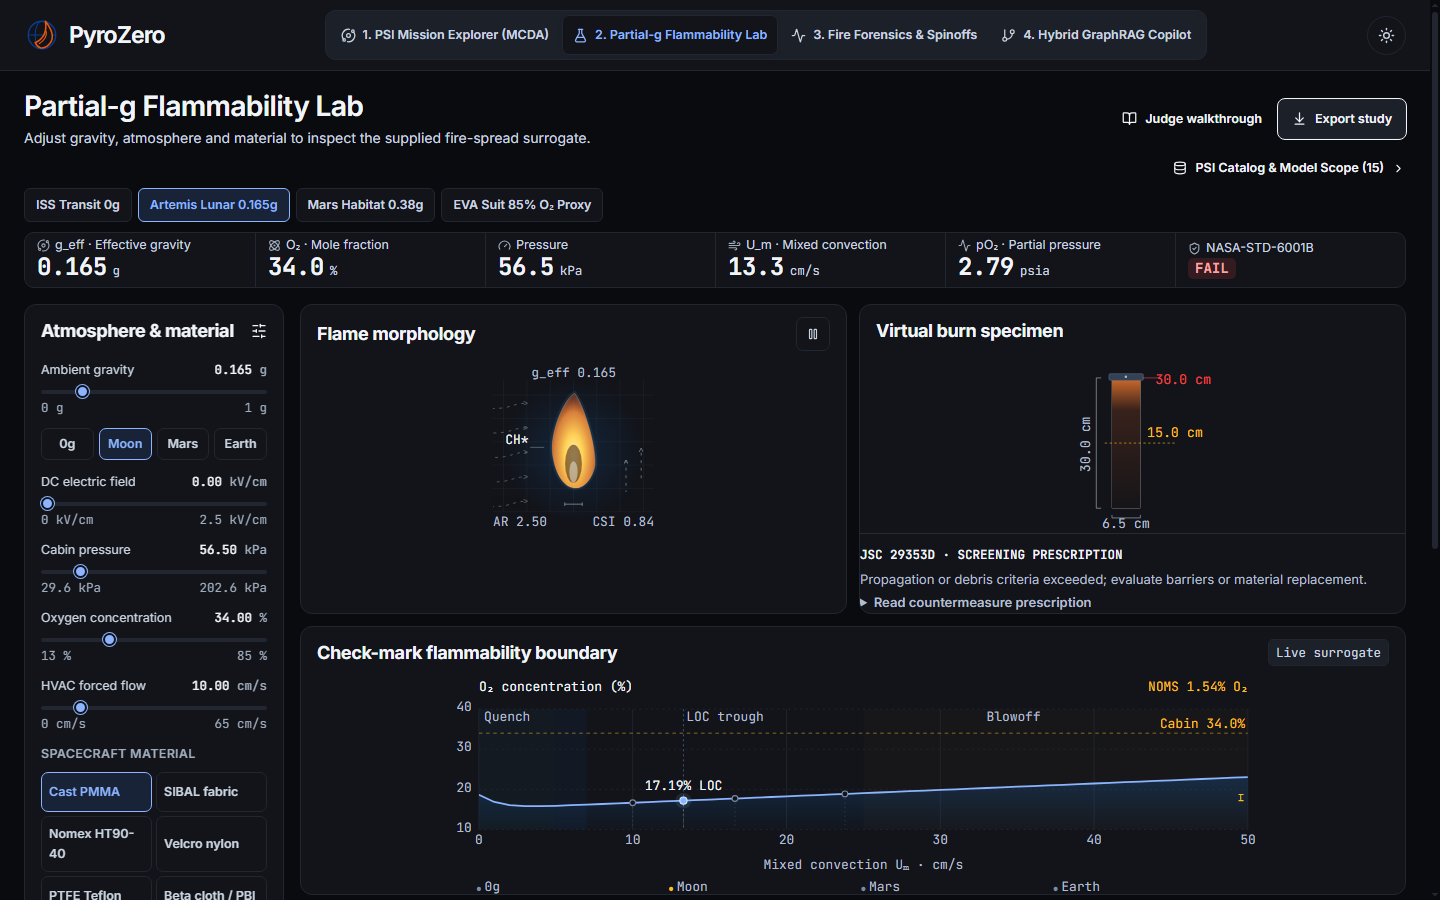 PyroZero
1. PSI Mission Explorer (MCDA)
2. Partial-g Flammability Lab
3. Fire Forensics & Spinoffs
4. Hybrid GraphRAG Copilot
Partial-g Flammability Lab
Adjust gravity, atmosphere and material to inspect the supplied fire-spread surrogate.
Judge walkthrough
Export study
PSI Catalog & Model Scope (15)
ISS Transit 0g
Artemis Lunar 0.165g
Mars Habitat 0.38g
EVA Suit 85% O₂ Proxy
g_eff · Effective gravity
0.165 g
O₂ · Mole fraction
34.0 %
Pressure
56.5 kPa
U_m · Mixed convection
13.3 cm/s
pO₂ · Partial pressure
2.79 psia
NASA-STD-6001B
FAIL
Atmosphere & material
Ambient gravity 0.165 g
0 g 1 g
0g Moon Mars Earth
DC electric field 0.00 kV/cm
0 kV/cm 2.5 kV/cm
Cabin pressure 56.50 kPa
29.6 kPa 202.6 kPa
Oxygen concentration 34.00 %
13 % 85 %
HVAC forced flow 10.00 cm/s
0 cm/s 65 cm/s
SPACECRAFT MATERIAL
Cast PMMA
SIBAL fabric
Nomex HT90-
40
Velcro nylon
PTFE Teflon
Beta cloth / PBI
Flame morphology
g_eff 0.165
CH*
AR 2.50 CSI 0.84
Virtual burn specimen
30.0 cm
15.0 cm
30.0 cm
6.5 cm
JSC 29353D · SCREENING PRESCRIPTION
Propagation or debris criteria exceeded; evaluate barriers or material replacement.
Read countermeasure prescription
Check-mark flammability boundary
Live surrogate
O₂ concentration (%)
NOMS 1.54% O₂
40
Quench
LOC trough
Blowoff
Cabin 34.0%
30
17.19% LOC
20
10
0 10 20 30 40 50
Mixed convection Uₘ · cm/s
0g
Moon
Mars
Earth